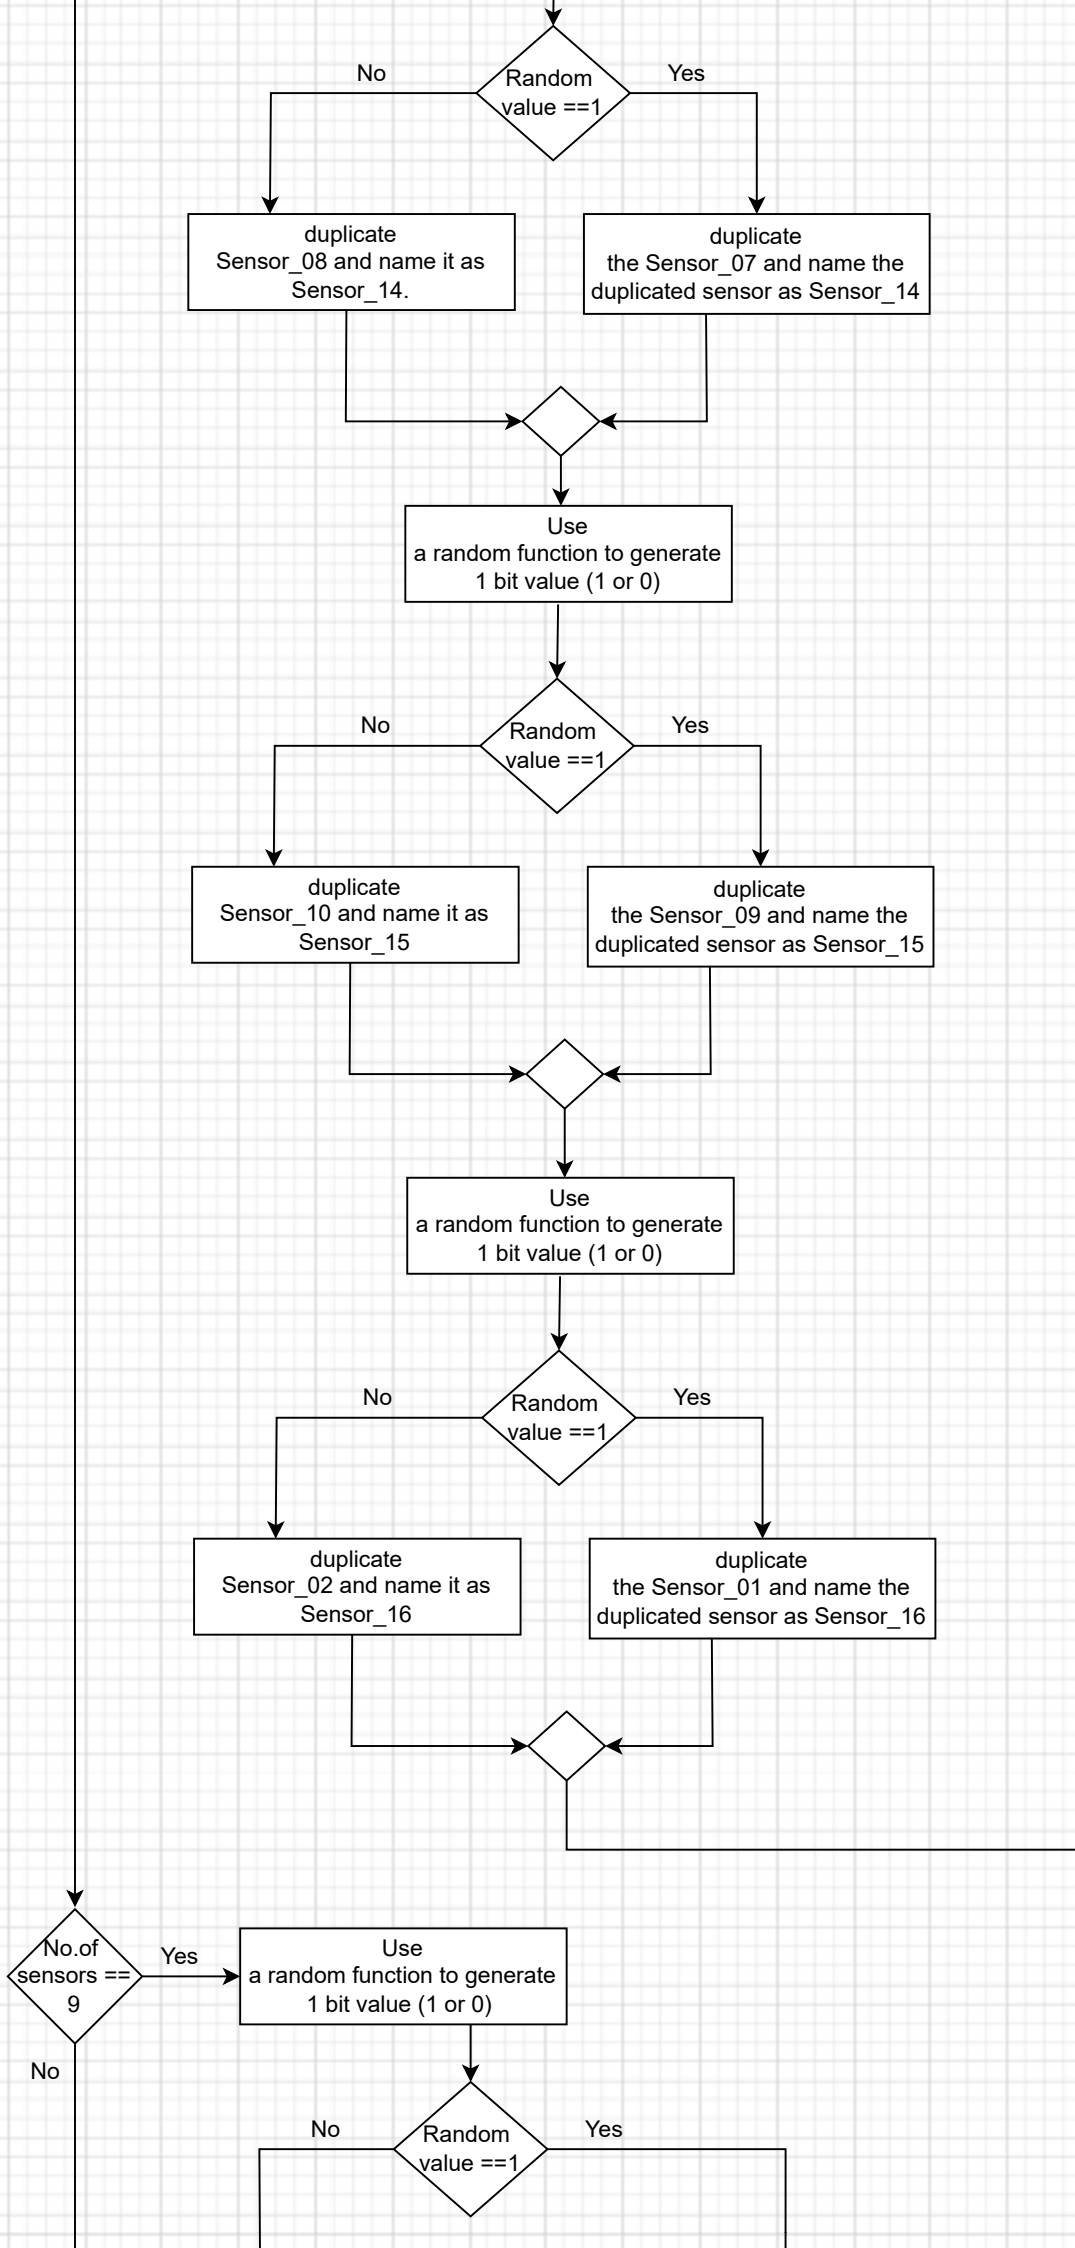 No
Yes
Random
value ==1
duplicate
Sensor_08 and name it as
Sensor_14.
duplicate
the Sensor_07 and name the
duplicated sensor as Sensor_14
Use
a random function to generate
1 bit value (1 or 0)
No
Yes
Random
value ==1
duplicate
Sensor_10 and name it as
Sensor_15
duplicate
the Sensor_09 and name the
duplicated sensor as Sensor_15
Use
a random function to generate
1 bit value (1 or 0)
No
Yes
Random
value ==1
duplicate
Sensor_02 and name it as
Sensor_16
duplicate
the Sensor_01 and name the
duplicated sensor as Sensor_16
No.of
sensors ==
9
Yes
Use
a random function to generate
1 bit value (1 or 0)
No
No
Yes
Random
value ==1